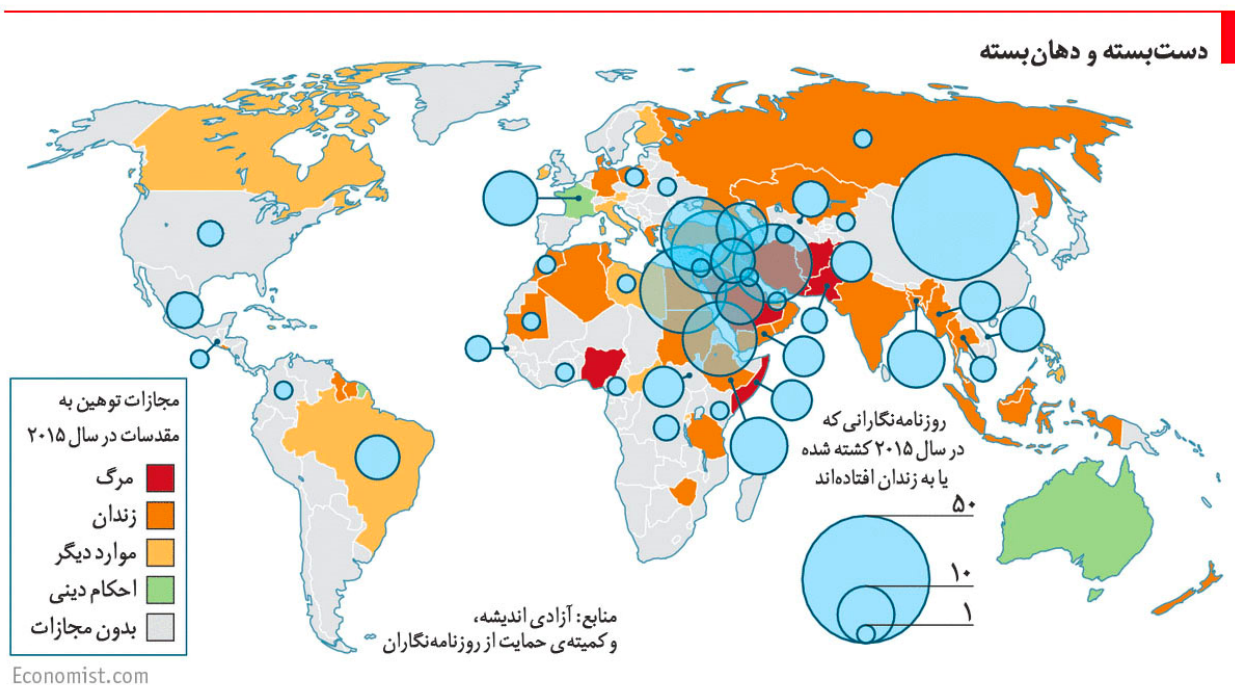 دست‌بسته و دهان‌بسته
مجازات توهین به
مقدسات در سال ۲۰۱۵
مرگ
زندان
موارد دیگر
احکام دینی
بدون مجازات
روزنامه‌نگارانی که
در سال ۲۰۱۵ کشته شده
یا به زندان افتاده‌اند
۵۰
۱۰
۱
منابع: آزادی اندیشه،
و کمیته‌ی حمایت از روزنامه‌نگاران
Economist.com